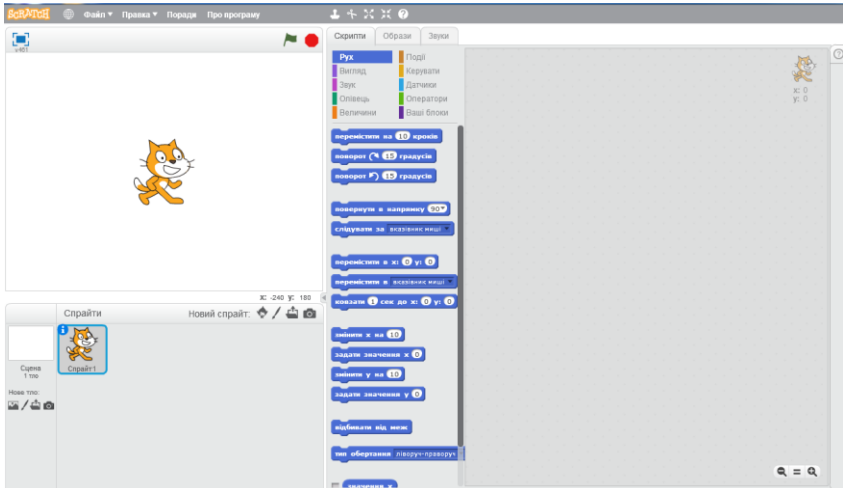 SCRATCH Файл Правка Поради Про програму
v461
Скрипти Образи Звуки
Рух Події
Вигляд Керувати
Звук Датчики
Олівець Оператори
Величини Ваші блоки
x: 0
y: 0
перемістити на 10 кроків
поворот 15 градусів
поворот 15 градусів
повернути в напрямку 90
слідувати за вказівник миші
перемістити в x: 0 y: 0
перемістити в вказівник миші
ковзати 1 сек до x: 0 y: 0
змінити x на 10
задати значення x 0
змінити y на 10
задати значення y 0
відбивати від меж
тип обертання ліворуч-праворуч
значення x
x: -240 y: 180
Спрайти Новий спрайт:
Сцена
1 тло
Нове тло:
Спрайт1